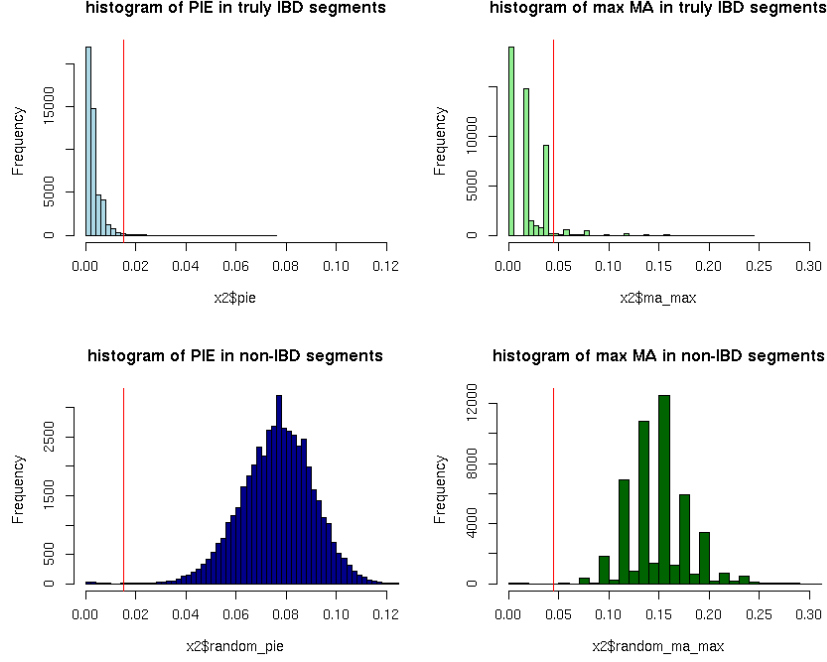 histogram of PIE in truly IBD segments
Frequency
0 5000 15000
0.00 0.02 0.04 0.06 0.08 0.10 0.12
x2$pie
histogram of max MA in truly IBD segments
Frequency
0 5000 10000
0.00 0.05 0.10 0.15 0.20 0.25 0.30
x2$ma_max
histogram of PIE in non-IBD segments
Frequency
0 500 1500 2500
0.00 0.02 0.04 0.06 0.08 0.10 0.12
x2$random_pie
histogram of max MA in non-IBD segments
Frequency
0 4000 8000 12000
0.00 0.05 0.10 0.15 0.20 0.25 0.30
x2$random_ma_max